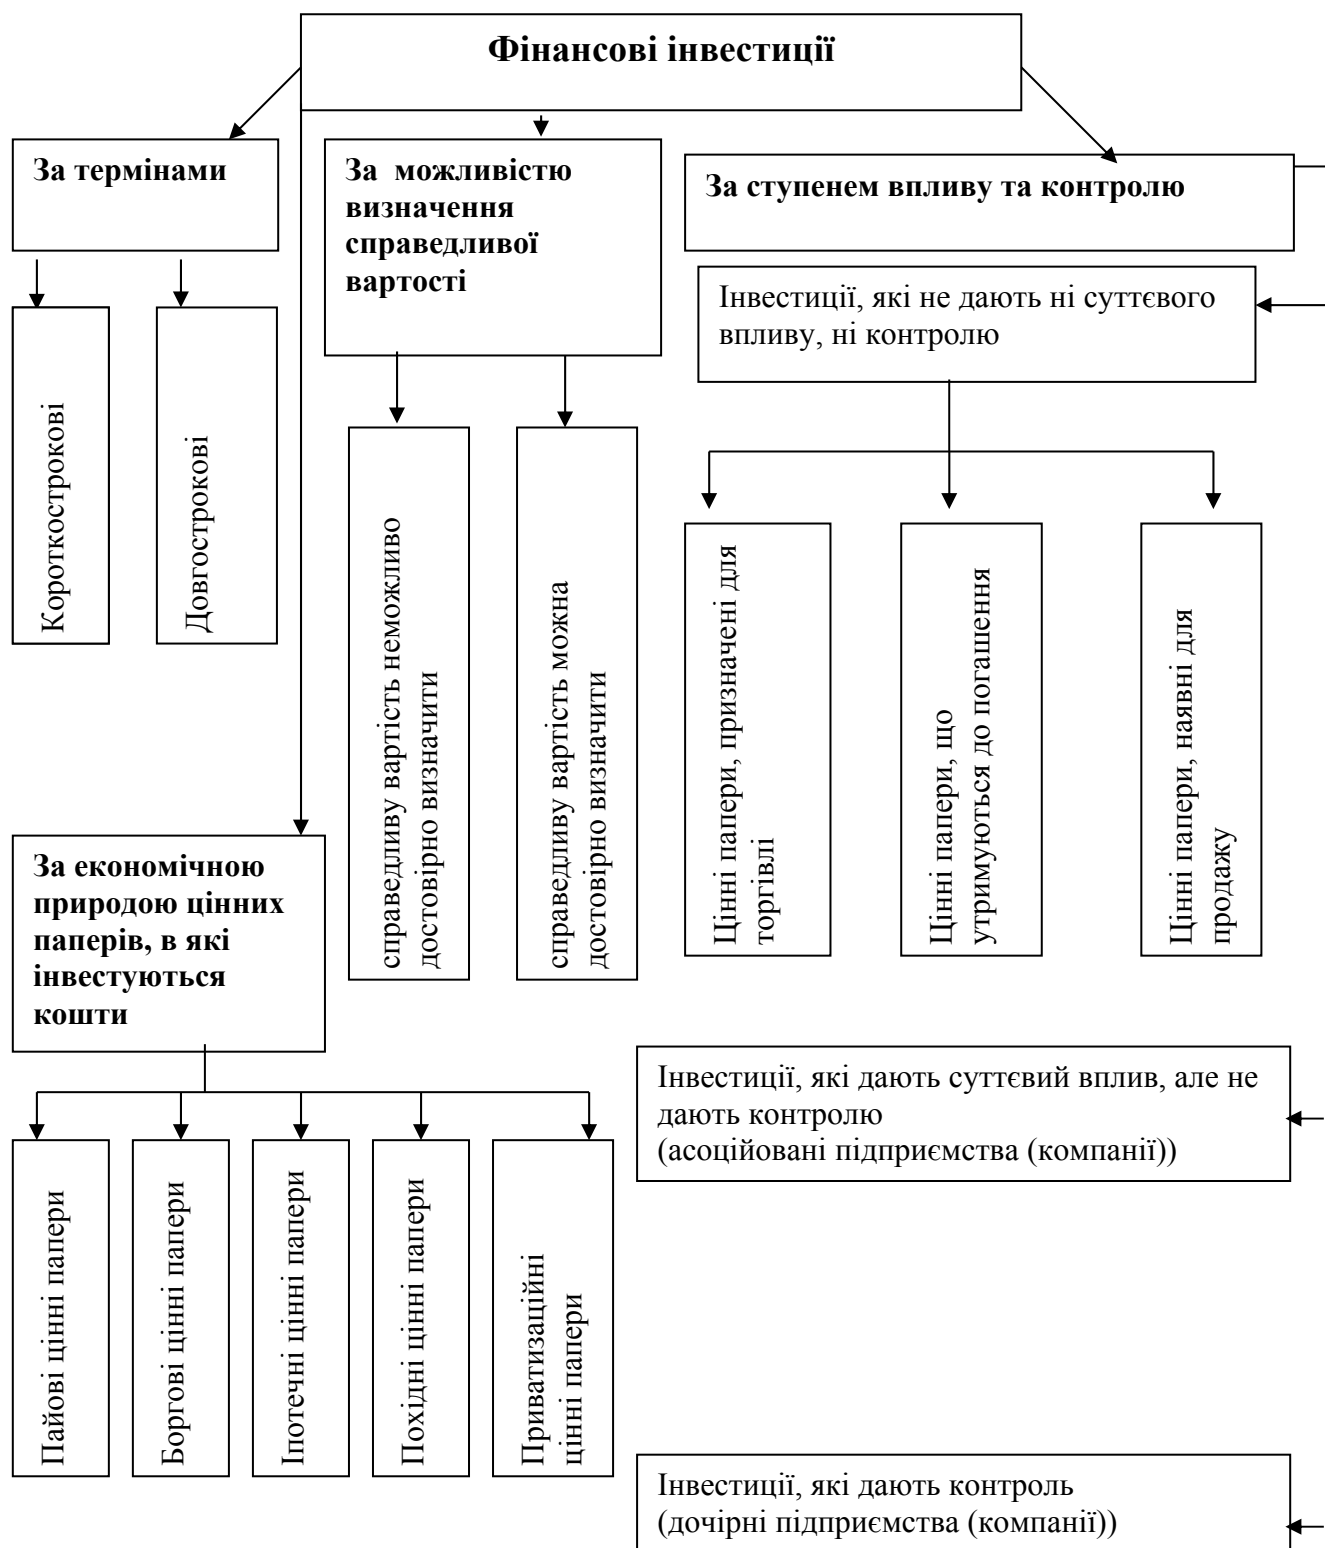 Фінансові інвестиції
За термінами
За можливістю
визначення
справедливої
вартості
За ступенем впливу та контролю
Інвестиції, які не дають ні суттєвого
впливу, ні контролю
Короткострокові
Довгострокові
справедливу вартість неможливо
достовірно визначити
справедливу вартість можна
достовірно визначити
Цінні папери, призначені для
торгівлі
Цінні папери, що
утримуються до погашення
Цінні папери, наявні для
продажу
За економічною
природою цінних
паперів, в які
інвестуються
кошти
Інвестиції, які дають суттєвий вплив, але не
дають контролю
(асоційовані підприємства (компанії))
Пайові цінні папери
Боргові цінні папери
Іпотечні цінні папери
Похідні цінні папери
Приватизаційні
цінні папери
Інвестиції, які дають контроль
(дочірні підприємства (компанії))